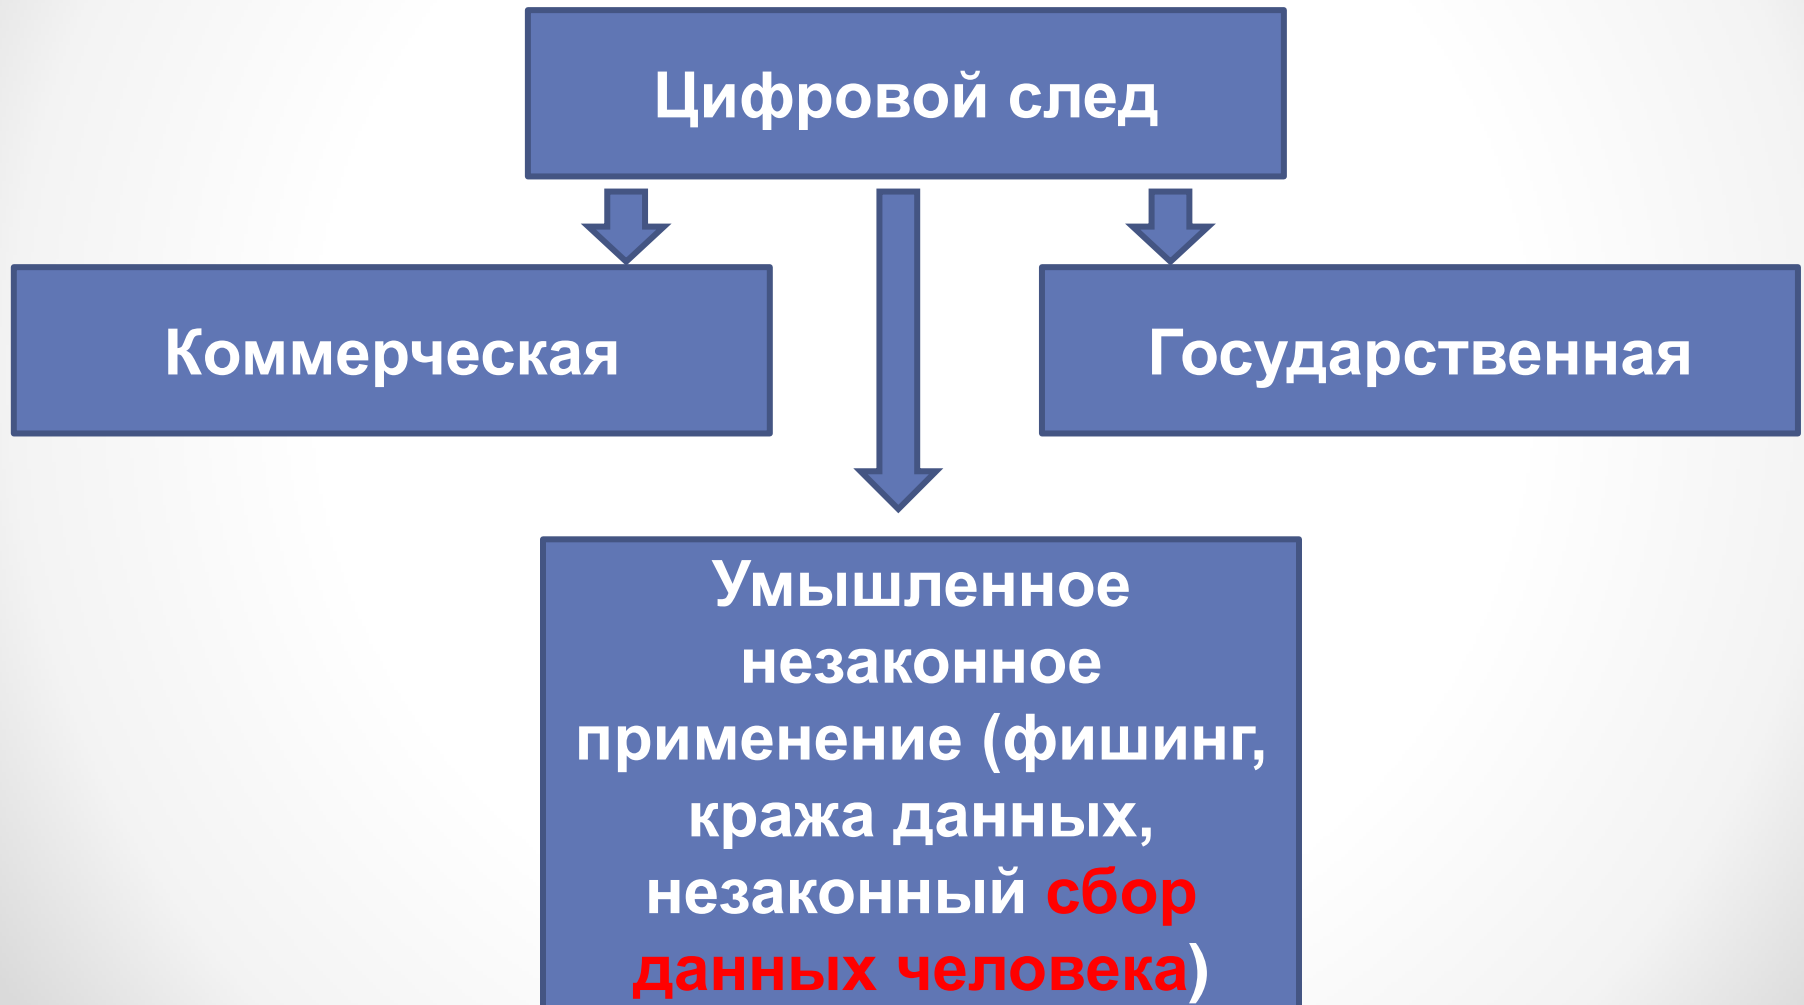 Цифровой след
Коммерческая
Государственная
Умышленное
незаконное
применение (фишинг,
кража данных,
незаконный сбор
данных человека)